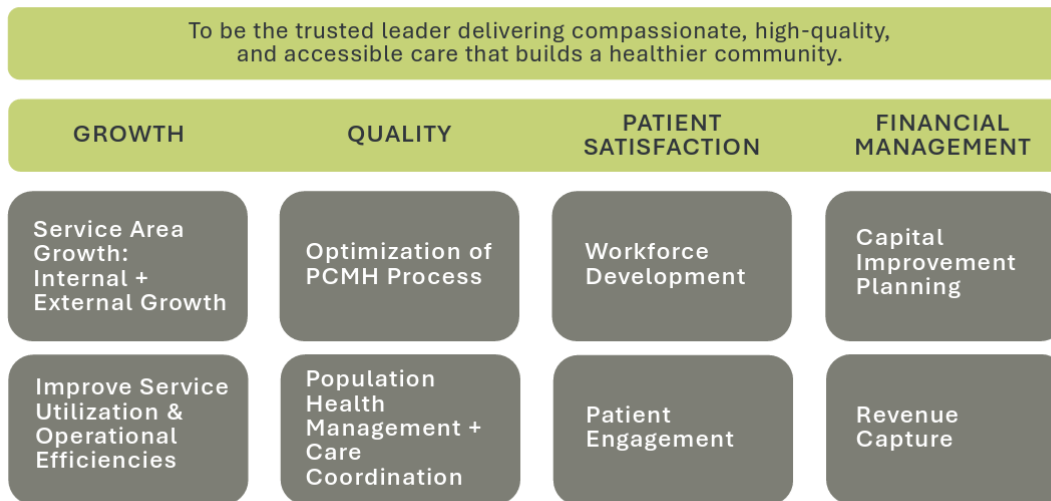 To be the trusted leader delivering compassionate, high-quality,
and accessible care that builds a healthier community.
GROWTH
QUALITY
PATIENT
SATISFACTION
FINANCIAL
MANAGEMENT
Service Area
Growth:
Internal +
External Growth
Optimization of
PCMH Process
Workforce
Development
Capital
Improvement
Planning
Improve Service
Utilization &
Operational
Efficiencies
Population
Health
Management +
Care
Coordination
Patient
Engagement
Revenue
Capture